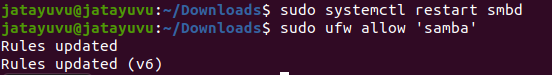 jatayuvu@jatayuvu:~/Downloads$ sudo systemctl restart smbd
jatayuvu@jatayuvu:~/Downloads$ sudo ufw allow 'samba'
Rules updated
Rules updated (v6)